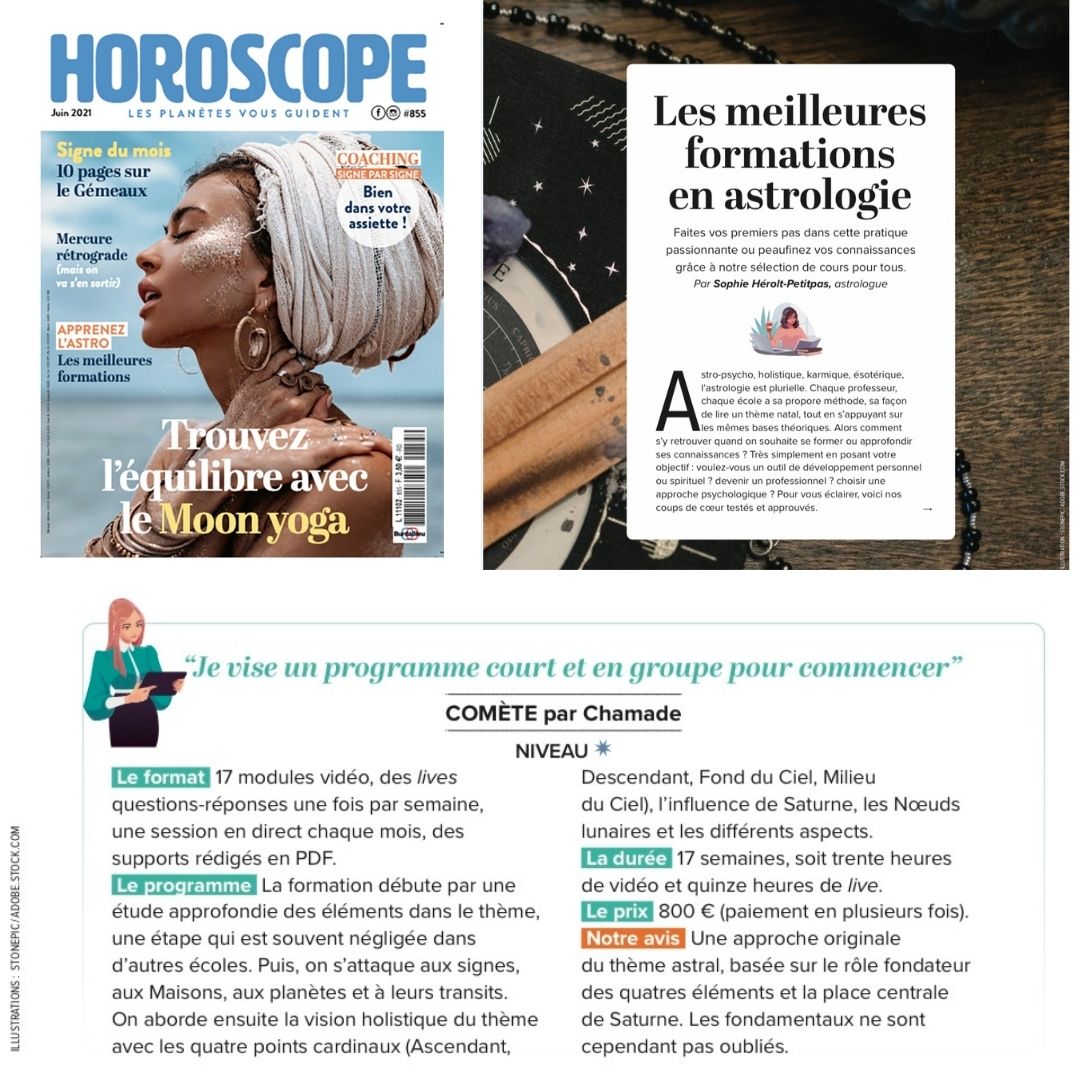 HOROSCOPE
Juin 2021
LES PLANÈTES VOUS GUIDENT
#855
Signe du mois
10 pages sur
le Gémeaux
COACHING
SIGNE PAR SIGNE
Bien
dans votre
assiette !
Mercure
rétrograde
(mais on
va s'en sortir)
APPRENEZ
L'ASTRO
Les meilleures
formations
Trouvez
l'équilibre avec
le Moon yoga
L 11102 - 855 - F: 3,50 € - RD
BurdaBleu
Les meilleures
formations
en astrologie
Faites vos premiers pas dans cette pratique
passionnante ou peaufinez vos connaissances
grâce à notre sélection de cours pour tous.
Par Sophie Hérolt-Petitpas, astrologue
Astro-psycho, holistique, karmique, ésotérique,
l'astrologie est plurielle. Chaque professeur,
chaque école a sa propore méthode, sa façon
de lire un thème natal, tout en s'appuyant sur
les mêmes bases théoriques. Alors comment
s'y retrouver quand on souhaite se former ou approfondir
ses connaissances ? Très simplement en posant votre
objectif : voulez-vous un outil de développement personnel
ou spirituel ? devenir un professionnel ? choisir une
approche psychologique ? Pour vous éclairer, voici nos
coups de cœur testés et approuvés.
ILLUSTRATION : STONEPIC/ADOBE.STOCK.COM
"Je vise un programme court et en groupe pour commencer"
COMÈTE par Chamade
NIVEAU
Le format 17 modules vidéo, des lives
questions-réponses une fois par semaine,
une session en direct chaque mois, des
supports rédigés en PDF.
Le programme La formation débute par une
étude approfondie des éléments dans le thème,
une étape qui est souvent négligée dans
d'autres écoles. Puis, on s'attaque aux signes,
aux Maisons, aux planètes et à leurs transits.
On aborde ensuite la vision holistique du thème
avec les quatre points cardinaux (Ascendant,
Descendant, Fond du Ciel, Milieu
du Ciel), l'influence de Saturne, les Nœuds
lunaires et les différents aspects.
La durée 17 semaines, soit trente heures
de vidéo et quinze heures de live.
Le prix 800 € (paiement en plusieurs fois).
Notre avis Une approche originale
du thème astral, basée sur le rôle fondateur
des quatres éléments et la place centrale
de Saturne. Les fondamentaux ne sont
cependant pas oubliés.
ILLUSTRATIONS : STONEPIC/ADOBE.STOCK.COM